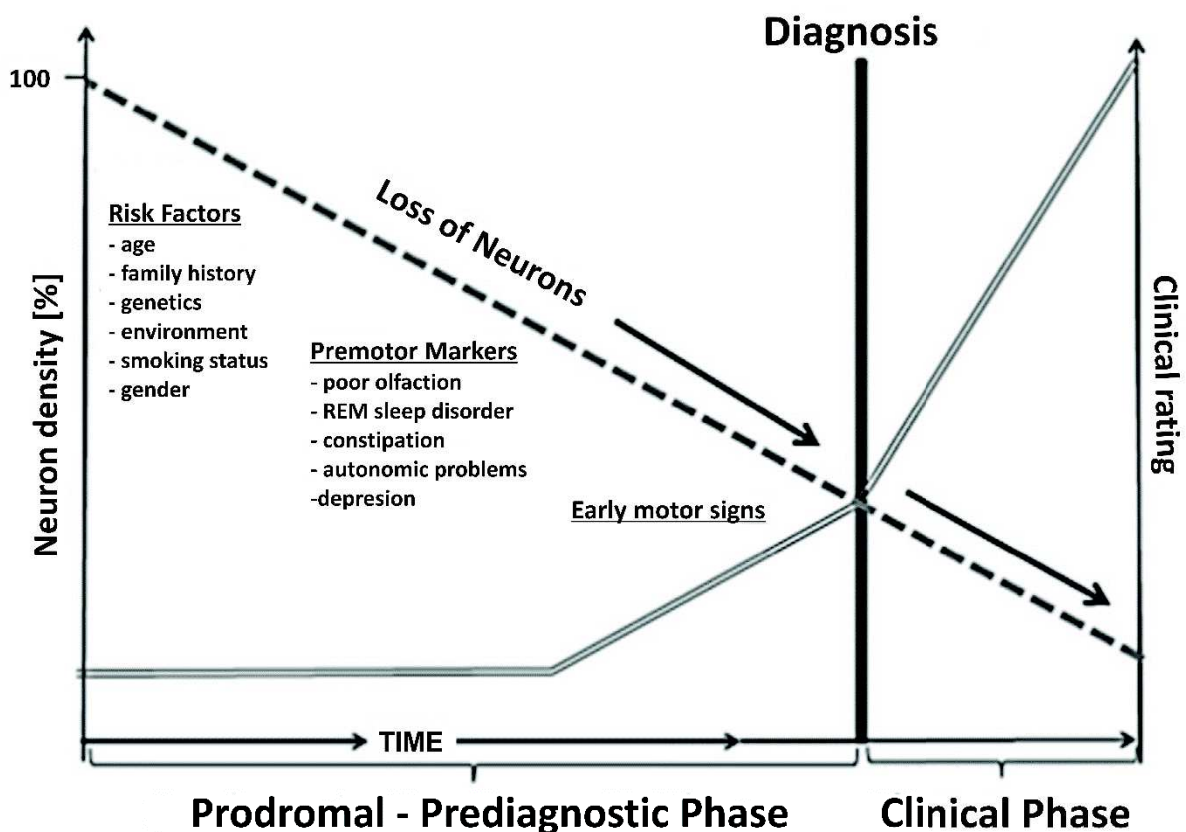 Diagnosis
100
Loss of Neurons
Risk Factors
- age
- family history
- genetics
- environment
- smoking status
- gender
Premotor Markers
- poor olfaction
- REM sleep disorder
- constipation
- autonomic problems
-depresion
Early motor signs
Neuron density [%]
Clinical rating
TIME
Prodromal - Prediagnostic Phase
Clinical Phase